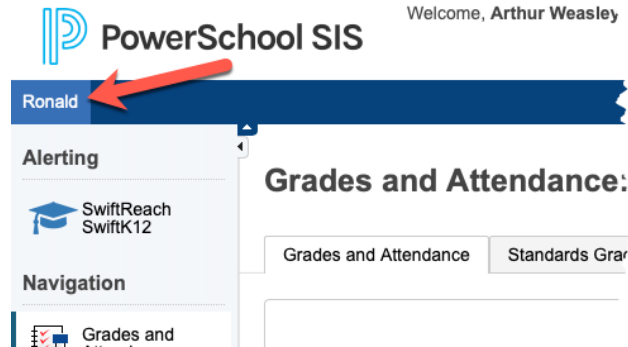 Welcome, Arthur Weasley
PowerSchool SIS
Ronald
Alerting
SwiftReach
SwiftK12
Navigation
Grades and
Grades and Attendance:
Grades and Attendance
Standards